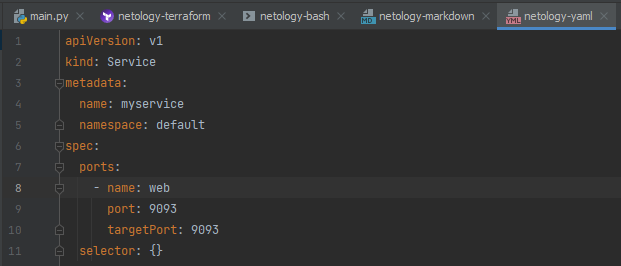 main.py netology-terraform netology-bash netology-markdown netology-yaml
1 apiVersion: v1
2 kind: Service
3 metadata:
4   name: myservice
5   namespace: default
6 spec:
7   ports:
8     - name: web
9       port: 9093
10       targetPort: 9093
11   selector: {}